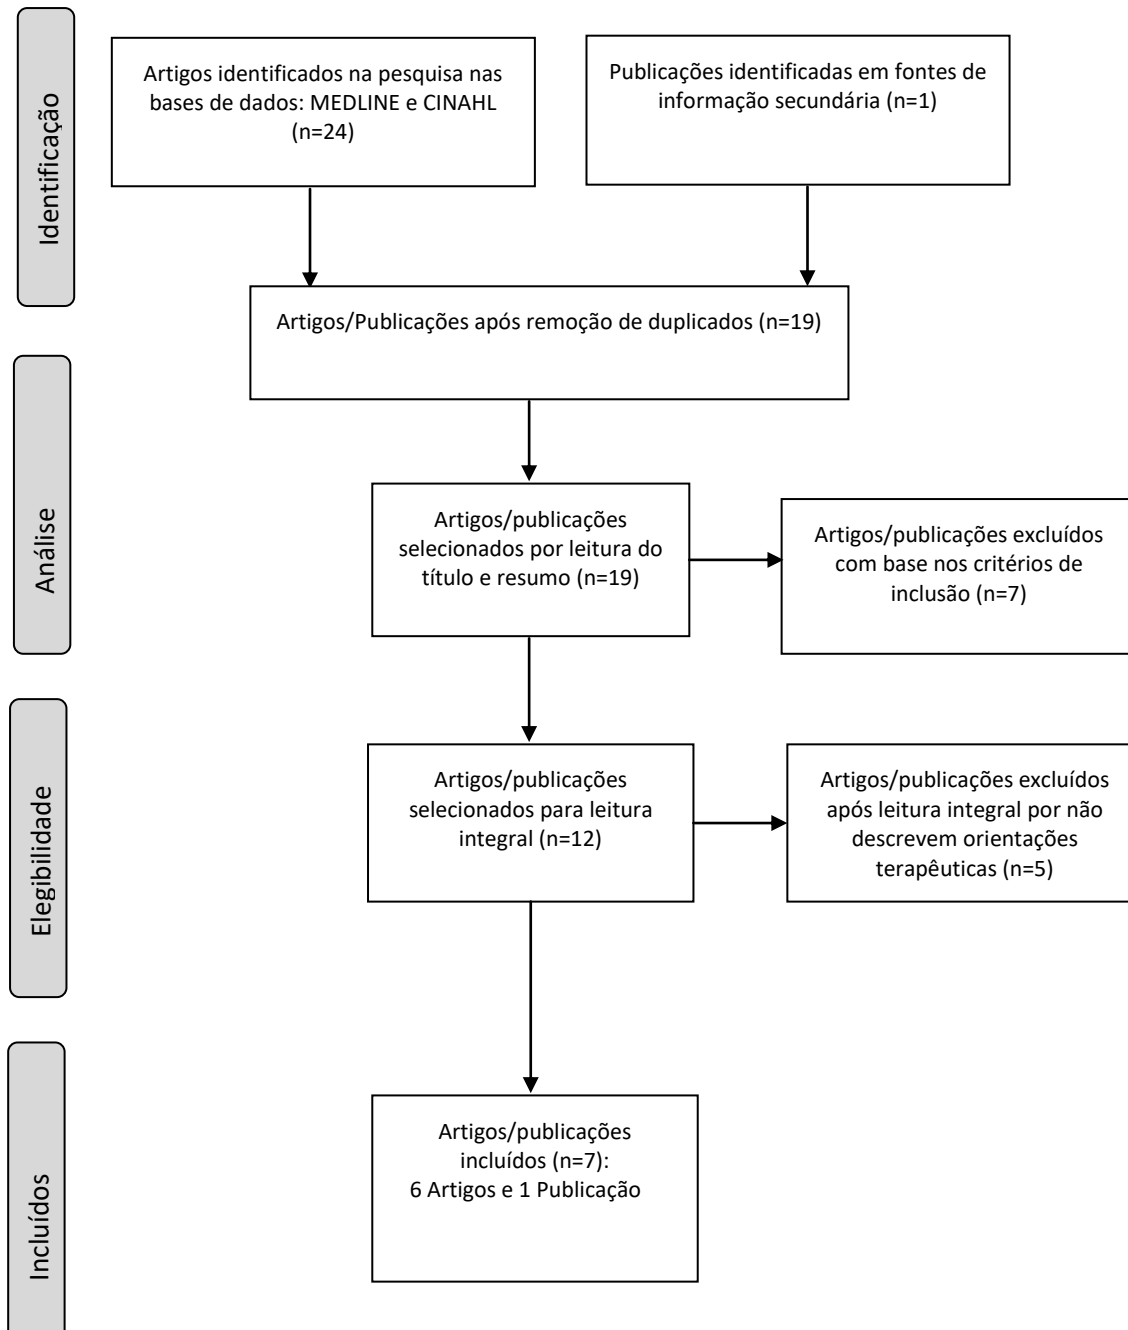 Identificação
Artigos identificados na pesquisa nas
bases de dados: MEDLINE e CINAHL
(n=24)
Publicações identificadas em fontes de
informação secundária (n=1)
Artigos/Publicações após remoção de duplicados (n=19)
Análise
Artigos/publicações
selecionados por leitura do
título e resumo (n=19)
Artigos/publicações excluídos
com base nos critérios de
inclusão (n=7)
Elegibilidade
Artigos/publicações
selecionados para leitura
integral (n=12)
Artigos/publicações excluídos
após leitura integral por não
descrevem orientações
terapêuticas (n=5)
Incluídos
Artigos/publicações
incluídos (n=7):
6 Artigos e 1 Publicação